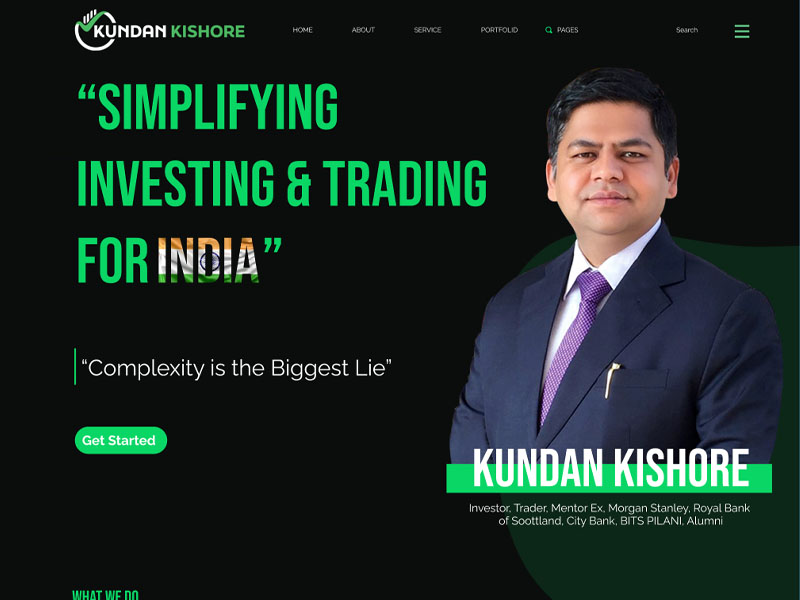 KUNDAN KISHORE
HOME ABOUT SERVICE PORTFOLIO PAGES Search
“SIMPLIFYING
INVESTING & TRADING
FOR INDIA”
“Complexity is the Biggest Lie”
Get Started
KUNDAN KISHORE
Investor, Trader, Mentor Ex, Morgan Stanley, Royal Bank
of Soottland, City Bank, BITS PILANI, Alumni
WHAT WE DO